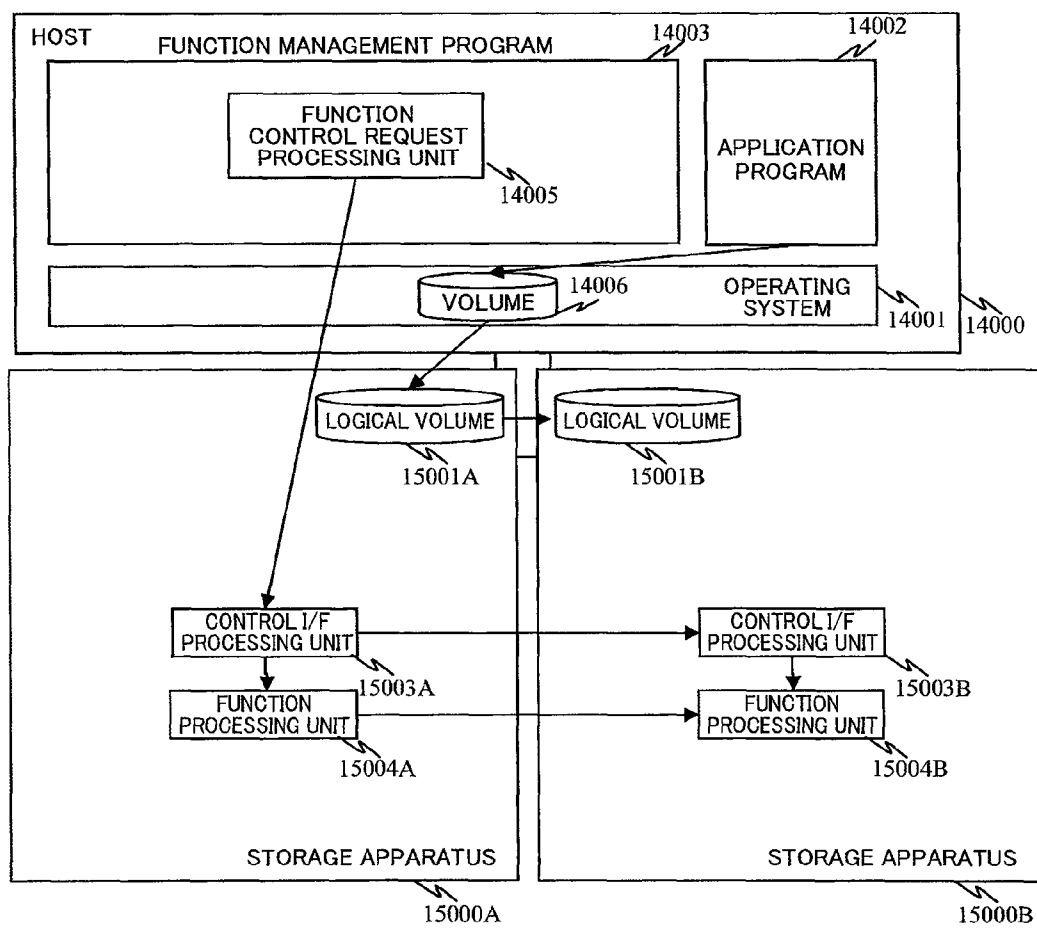 HOST
FUNCTION MANAGEMENT PROGRAM
14003
14002
FUNCTION
CONTROL REQUEST
PROCESSING UNIT
14005
APPLICATION
PROGRAM
VOLUME
14006
OPERATING
SYSTEM
14001
14000
LOGICAL VOLUME
15001A
LOGICAL VOLUME
15001B
CONTROL I/F
PROCESSING UNIT
15003A
CONTROL I/F
PROCESSING UNIT
15003B
FUNCTION
PROCESSING UNIT
15004A
FUNCTION
PROCESSING UNIT
15004B
STORAGE APPARATUS
15000A
STORAGE APPARATUS
15000B